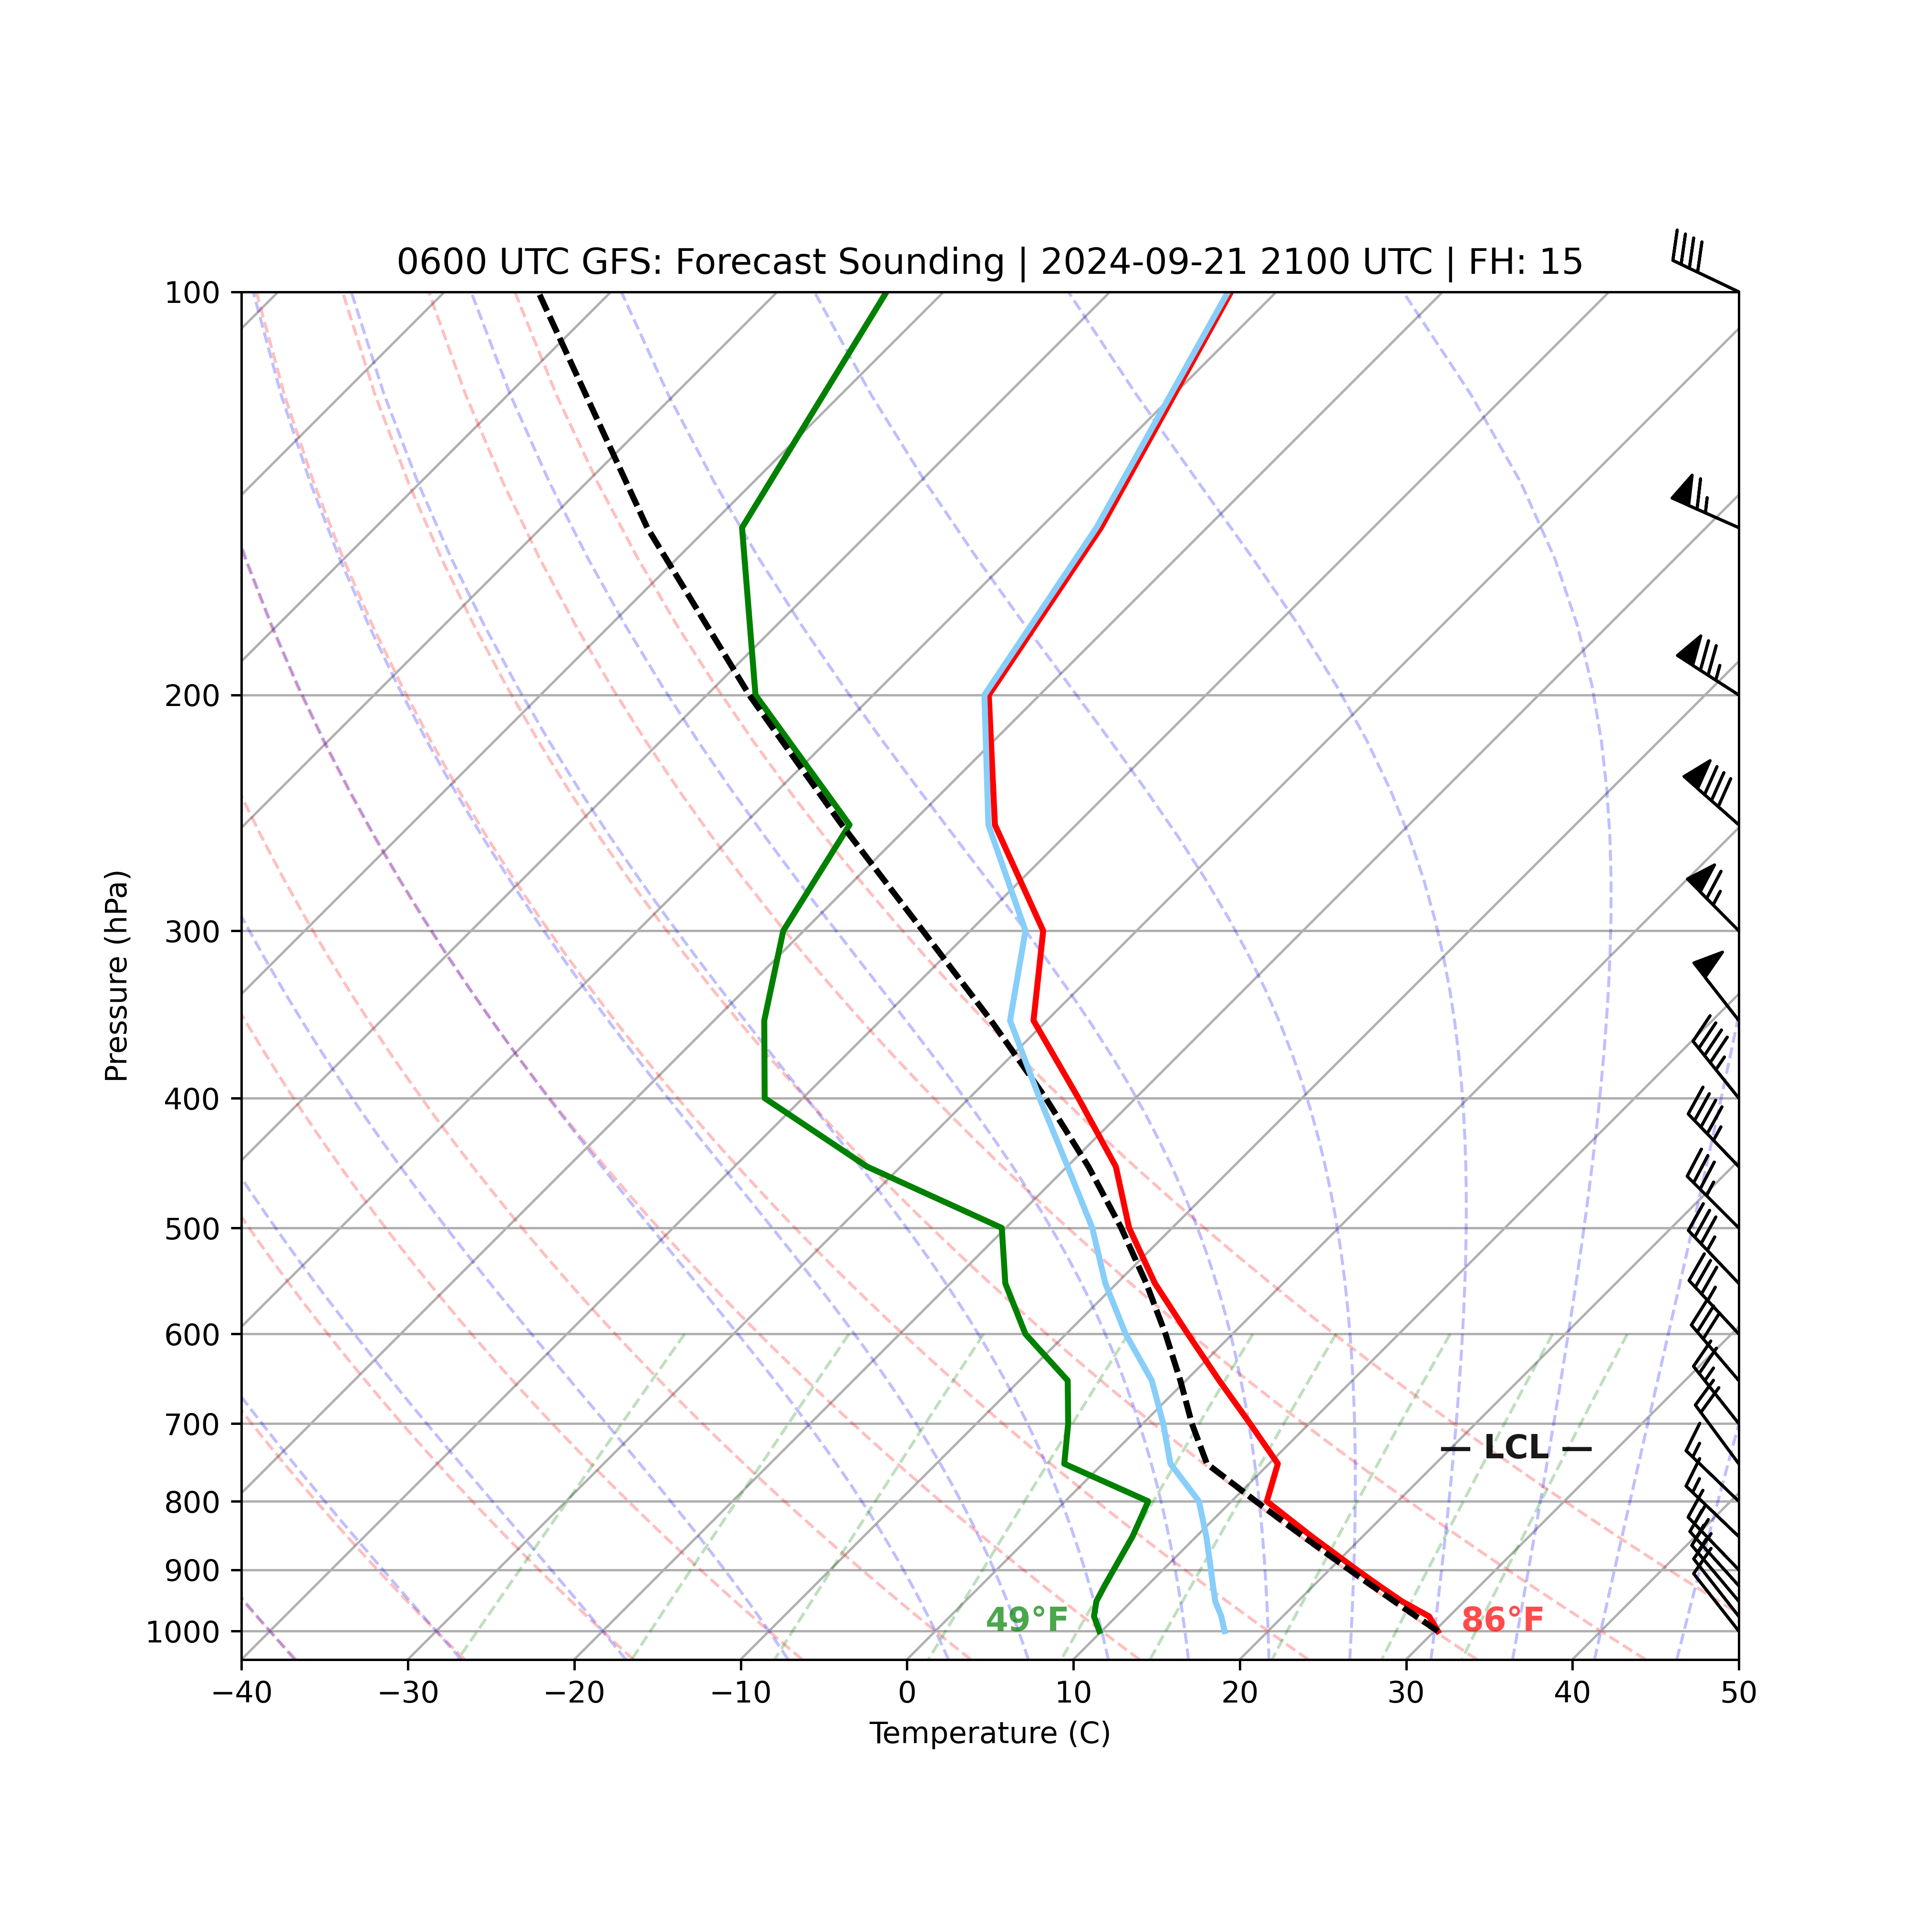 0600 UTC GFS: Forecast Sounding | 2024-09-21 2100 UTC | FH: 15
100
200
300
400
500
600
700
800
900
1000
Pressure (hPa)
— LCL —
49°F
86°F
−40 −30 −20 −10 0 10 20 30 40 50
Temperature (C)